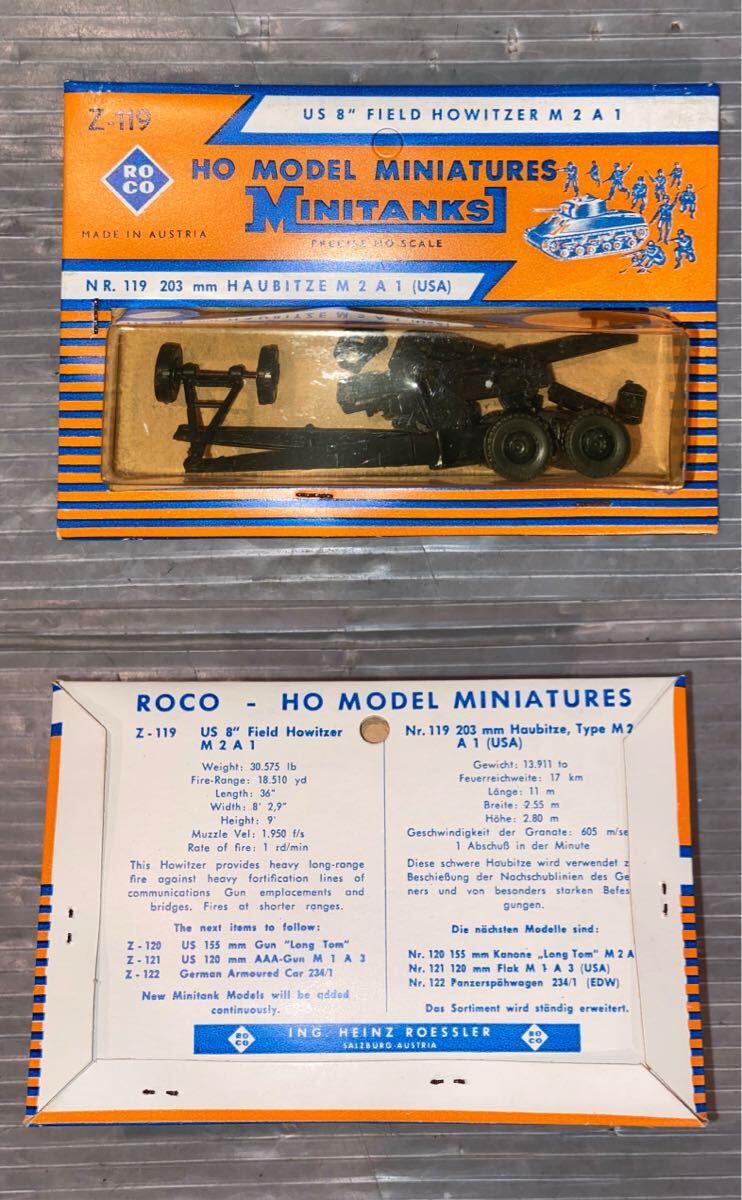 Z-119
US 8" FIELD HOWITZER M 2 A 1
RO
CO
HO MODEL MINIATURES
MINITANKS
MADE IN AUSTRIA
PRECISE HO SCALE
NR. 119 203 mm HAUBITZE M 2 A 1 (USA)
ROCO - HO MODEL MINIATURES
Z - 119 US 8" Field Howitzer
M 2 A 1
Weight: 30.575 lb
Fire-Range: 18.510 yd
Length: 36"
Width: 8' 2,9"
Height: 9'
Muzzle Vel: 1.950 f/s
Rate of fire: 1 rd/min
This Howitzer provides heavy long-range
fire against heavy fortification lines of
communications Gun emplacements and
bridges. Fires at shorter ranges.
The next items to follow:
Z - 120 US 155 mm Gun "Long Tom"
Z - 121 US 120 mm AAA-Gun M 1 A 3
Z - 122 German Armoured Car 234/1
New Minitank Models will be added
continuously.
Nr. 119 203 mm Haubitze, Type M 2
A 1 (USA)
Gewicht: 13.911 to
Feuerreichweite: 17 km
Länge: 11 m
Breite: 2.55 m
Höhe: 2.80 m
Geschwindigkeit der Granate: 605 m/se
1 Abschuß in der Minute
Diese schwere Haubitze wird verwendet z
Beschießung der Nachschublinien des Ge
ners und von besonders starken Befes
gungen.
Die nächsten Modelle sind:
Nr. 120 155 mm Kanone „Long Tom" M 2 A
Nr. 121 120 mm Flak M 1 A 3 (USA)
Nr. 122 Panzerspähwagen 234/1 (EDW)
Das Sortiment wird ständig erweitert.
RO
CO
ING. HEINZ ROESSLER
SALZBURG-AUSTRIA
RO
CO